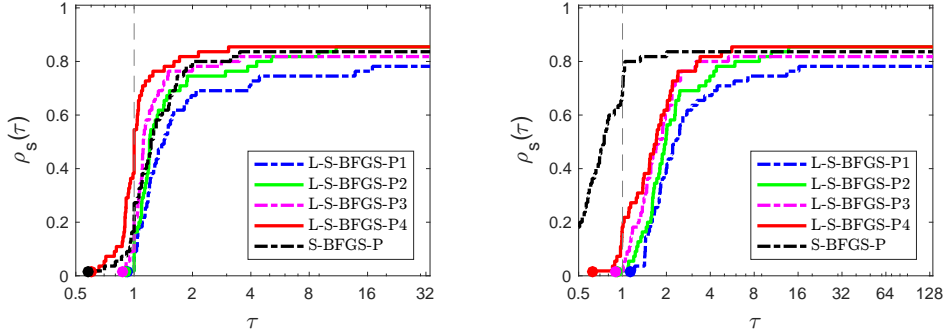 1
0.8
0.6
0.4
0.2
0
ρs(τ)
L-S-BFGS-P1
L-S-BFGS-P2
L-S-BFGS-P3
L-S-BFGS-P4
S-BFGS-P
0.5 1 2 4 8 16 32
τ
1
0.8
0.6
0.4
0.2
0
ρs(τ)
L-S-BFGS-P1
L-S-BFGS-P2
L-S-BFGS-P3
L-S-BFGS-P4
S-BFGS-P
0.5 1 2 4 8 16 32 64 128
τ